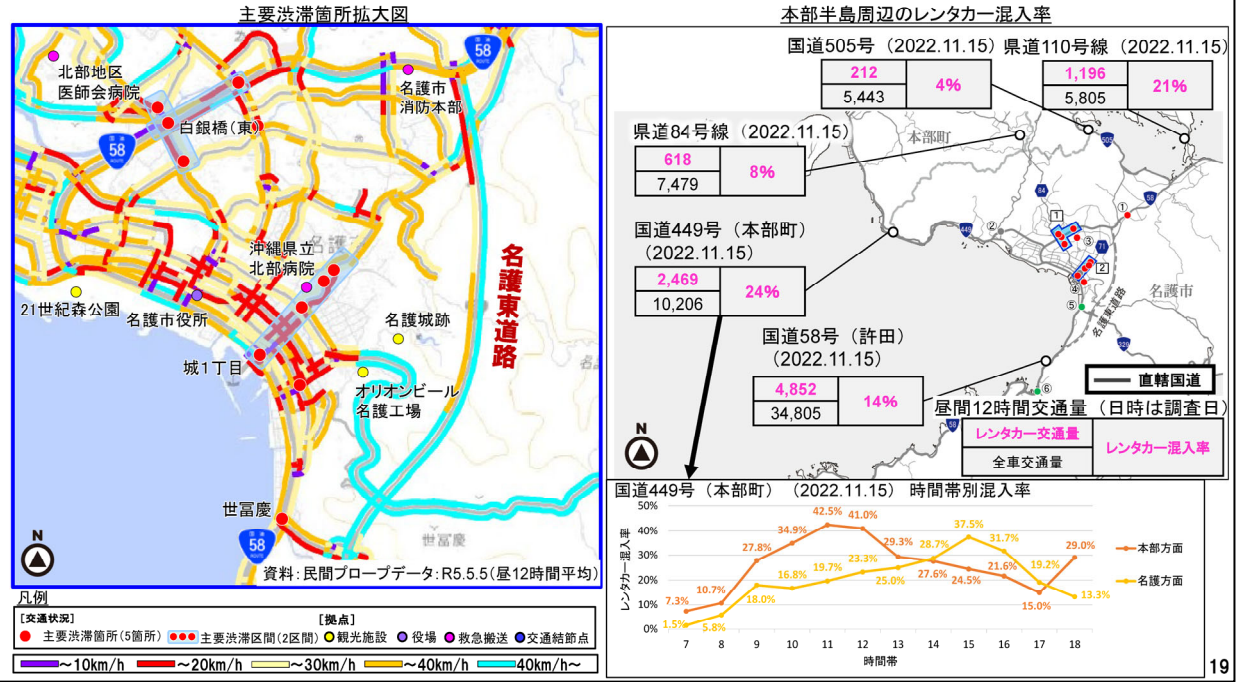 主要渋滞箇所拡大図
58
北部地区
医師会病院
白銀橋(東)
58
名護市
消防本部
名護東道路
沖縄県立
北部病院
21世紀森公園
名護市役所
名護城跡
城1丁目
オリオンビール
名護工場
世冨慶
58
世冨慶
N
資料:民間プローブデータ:R5.5.5(昼12時間平均)
凡例
[交通状況]
[拠点]
主要渋滞箇所(5箇所)
主要渋滞区間(2区間)
観光施設
役場
救急搬送
交通結節点
～10km/h
～20km/h
～30km/h
～40km/h
40km/h～
本部半島周辺のレンタカー混入率
国道505号 (2022.11.15)
212
5,443
4%
県道110号線 (2022.11.15)
1,196
5,805
21%
県道84号線 (2022.11.15)
618
7,479
8%
国道449号(本部町)
(2022.11.15)
2,469
10,206
24%
国道58号(許田)
(2022.11.15)
4,852
34,805
14%
本部町
505
84
58
449
71
329
58
1
2
①
②
③
④
⑤
⑥
名護市
名護東道路
N
直轄国道
昼間12時間交通量(日時は調査日)
レンタカー交通量
全車交通量
レンタカー混入率
国道449号(本部町) (2022.11.15) 時間帯別混入率
レンタカー混入率
50%
40%
30%
20%
10%
0%
7.3%
10.7%
27.8%
34.9%
42.5%
41.0%
29.3%
27.6%
24.5%
21.6%
15.0%
29.0%
1.5%
5.8%
18.0%
16.8%
19.7%
23.3%
25.0%
28.7%
37.5%
31.7%
19.2%
13.3%
7 8 9 10 11 12 13 14 15 16 17 18
時間帯
本部方面
名護方面
19